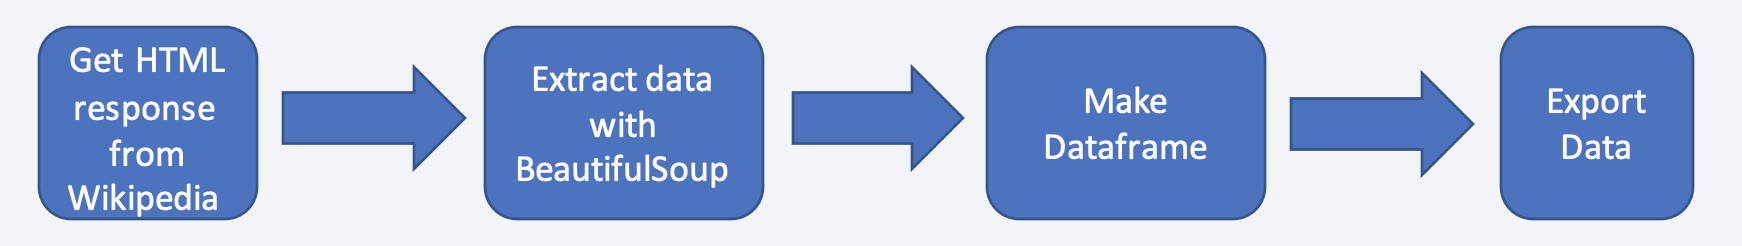 Get HTML
response
from
Wikipedia
Extract data
with
BeautifulSoup
Make
Dataframe
Export
Data